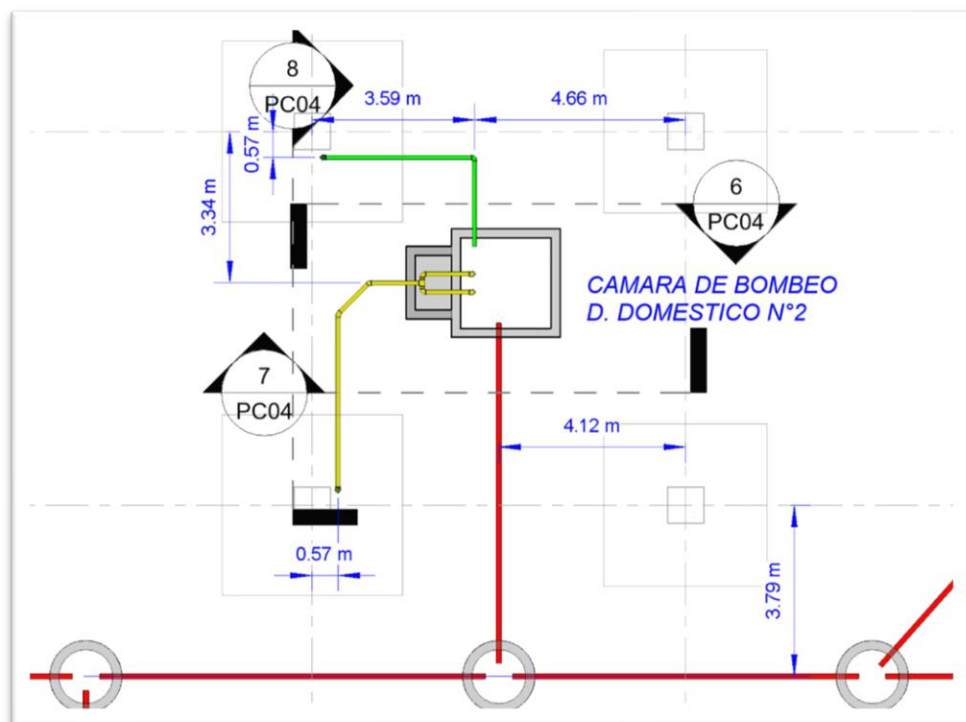 8
PC04
3.59 m
4.66 m
0.57 m
3.34 m
6
PC04
CAMARA DE BOMBEO
D. DOMESTICO N°2
7
PC04
4.12 m
0.57 m
3.79 m